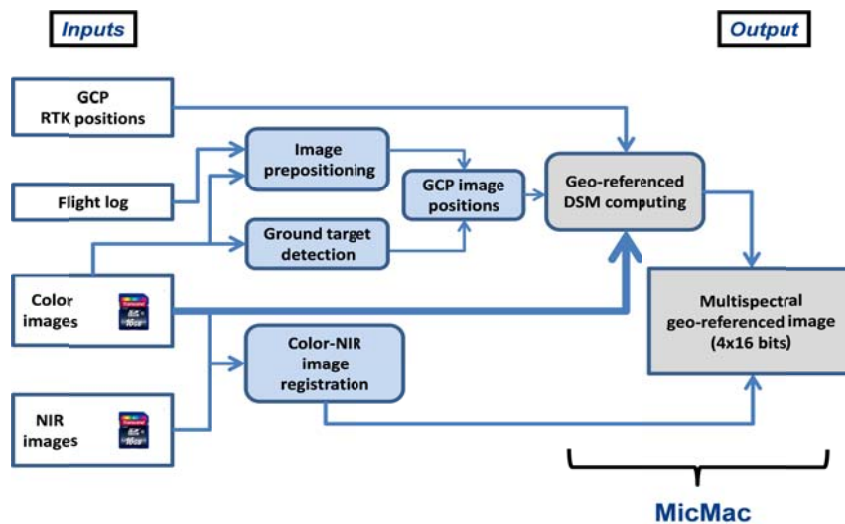 Inputs
Output
GCP
RTK positions
Flight log
Color
images
NIR
images
Image
prepositioning
Ground target
detection
GCP image
positions
Color-NIR
image
registration
Geo-referenced
DSM computing
Multispectral
geo-referenced image
(4x16 bits)
MicMac